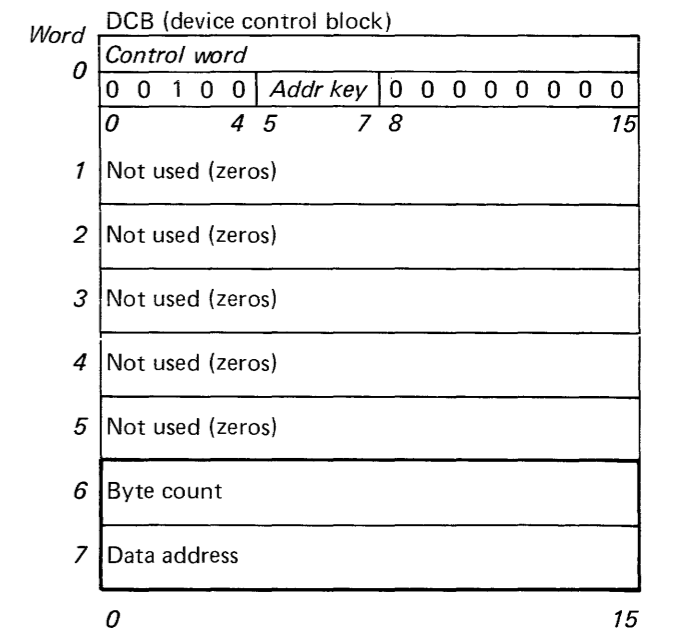 DCB (device control block)
Word
Control word
0
0 0 1 0 0 Addr key 0 0 0 0 0 0 0 0
0 4 5 7 8 15
1 Not used (zeros)
2 Not used (zeros)
3 Not used (zeros)
4 Not used (zeros)
5 Not used (zeros)
6 Byte count
7 Data address
0 15